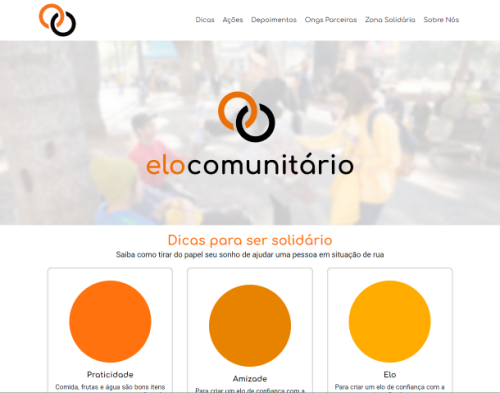 Dicas Ações Depoimentos Ongs Parceiras Zona Solidária Sobre Nós
elocomunitário
Dicas para ser solidário
Saiba como tirar do papel seu sonho de ajudar uma pessoa em situação de rua
Praticidade
Comida, frutas e água são bons itens
Amizade
Para criar um elo de confiança com a
Elo
Para criar um elo de confiança com a